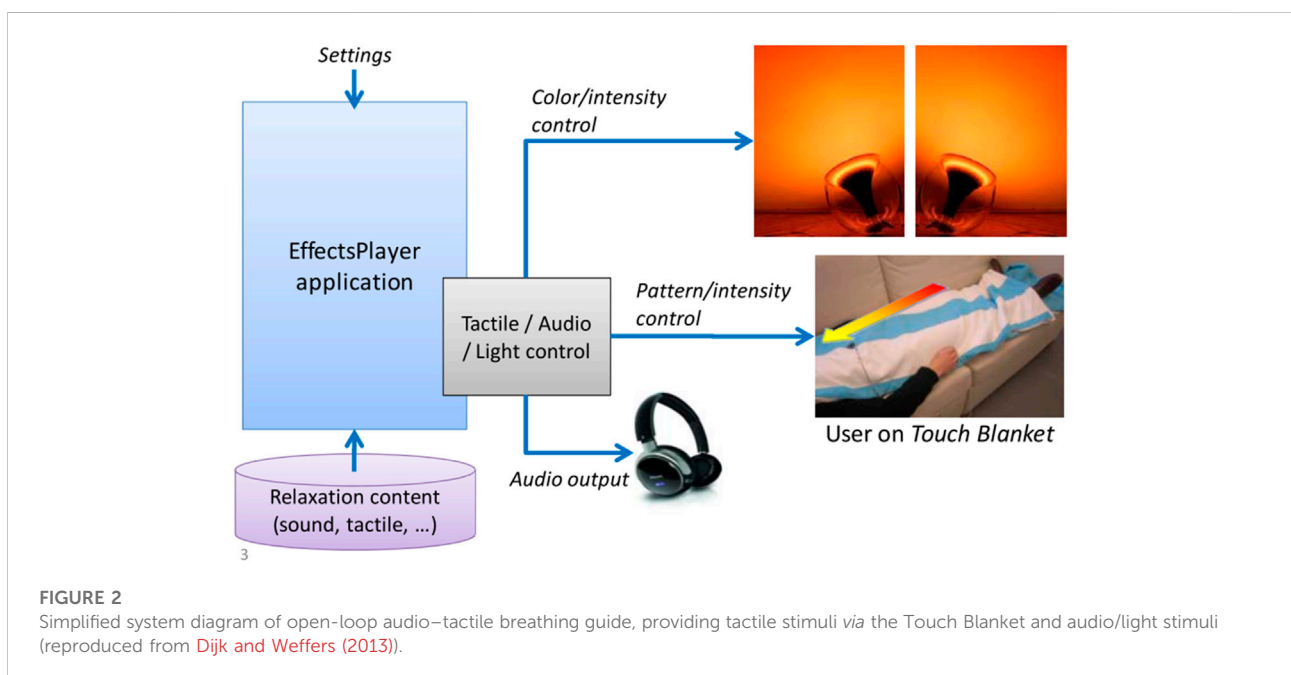 Settings
EffectsPlayer
application
Relaxation content
(sound, tactile, …)
3
Tactile / Audio
/ Light control
Color/intensity
control
Pattern/intensity
control
User on Touch Blanket
Audio output
FIGURE 2
Simplified system diagram of open-loop audio–tactile breathing guide, providing tactile stimuli via the Touch Blanket and audio/light stimuli
(reproduced from Dijk and Weffers (2013)).